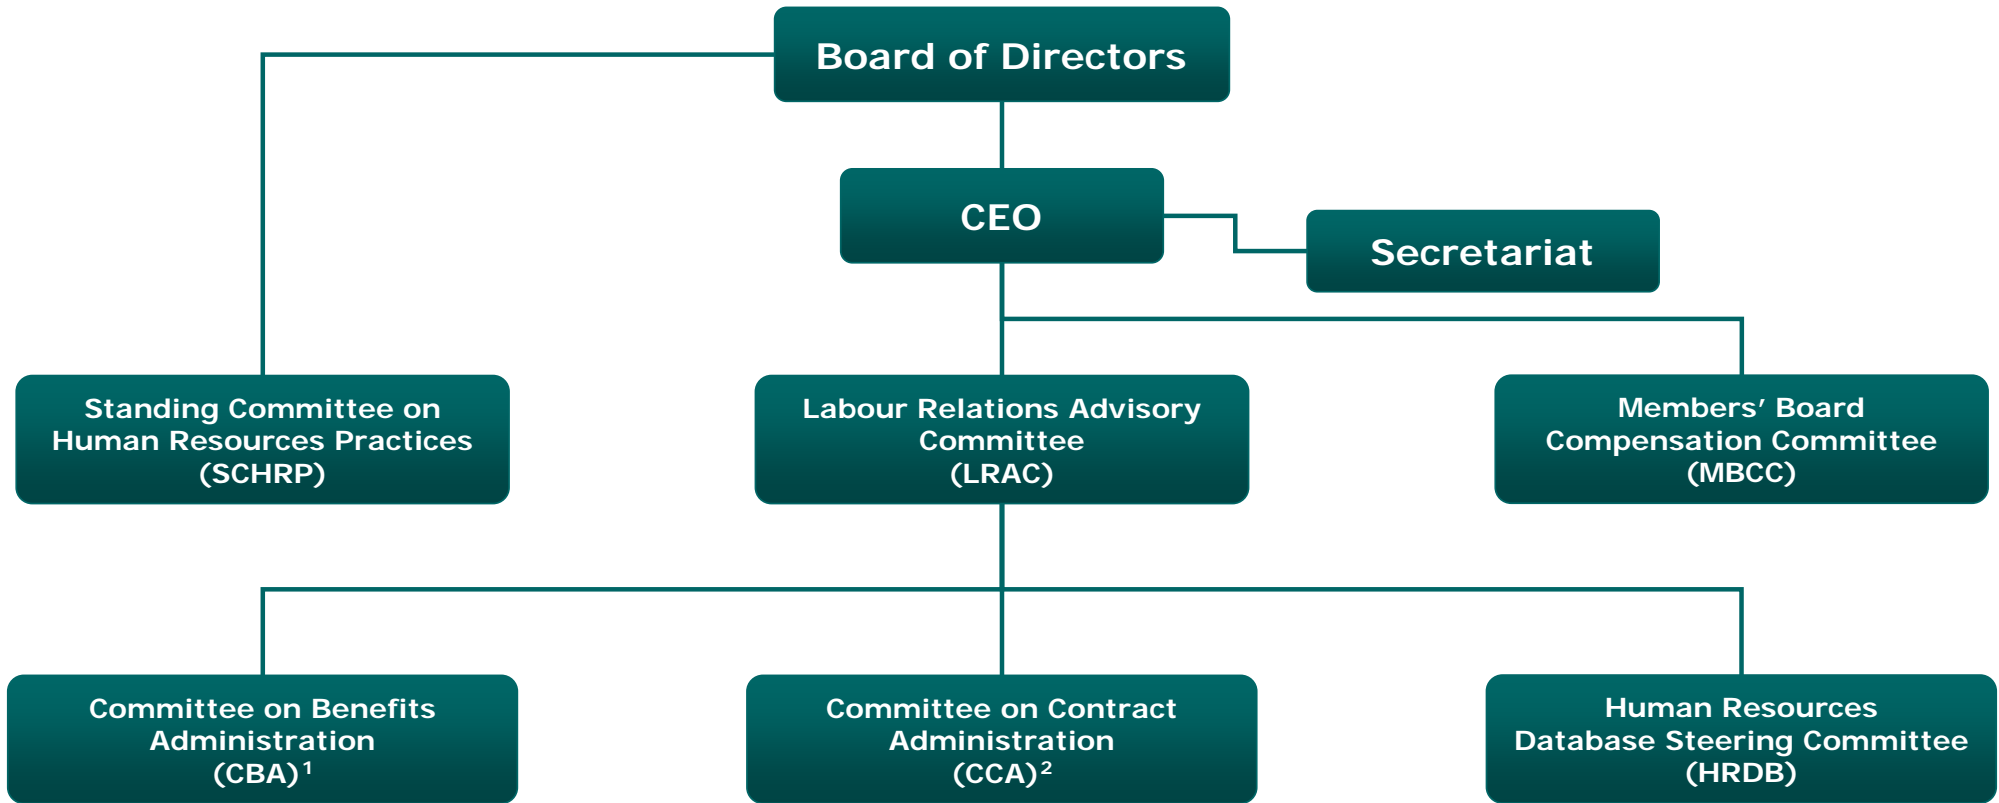 Board of Directors
CEO
Secretariat
Standing Committee on
Human Resources Practices
(SCHRP)
Labour Relations Advisory
Committee
(LRAC)
Members’ Board
Compensation Committee
(MBCC)
Committee on Benefits
Administration
(CBA)¹
Committee on Contract
Administration
(CCA)²
Human Resources
Database Steering Committee
(HRDB)